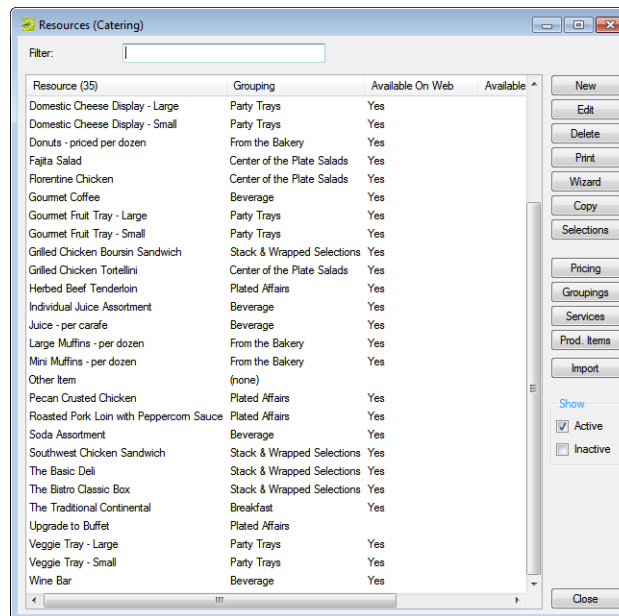 Resources (Catering)
Filter:
Resource (35) Grouping Available On Web Available
Domestic Cheese Display - Large Party Trays Yes
Domestic Cheese Display - Small Party Trays Yes
Donuts - priced per dozen From the Bakery Yes
Fajita Salad Center of the Plate Salads Yes
Florentine Chicken Center of the Plate Salads Yes
Gourmet Coffee Beverage Yes
Gourmet Fruit Tray - Large Party Trays Yes
Gourmet Fruit Tray - Small Party Trays Yes
Grilled Chicken Boursin Sandwich Stack & Wrapped Selections Yes
Grilled Chicken Tortellini Center of the Plate Salads Yes
Herbed Beef Tenderloin Plated Affairs Yes
Individual Juice Assortment Beverage Yes
Juice - per carafe Beverage Yes
Large Muffins - per dozen From the Bakery Yes
Mini Muffins - per dozen From the Bakery Yes
Other Item (none)
Pecan Crusted Chicken Plated Affairs Yes
Roasted Pork Loin with Peppercorn Sauce Plated Affairs Yes
Soda Assortment Beverage Yes
Southwest Chicken Sandwich Stack & Wrapped Selections Yes
The Basic Deli Stack & Wrapped Selections Yes
The Bistro Classic Box Stack & Wrapped Selections Yes
The Traditional Continental Breakfast Yes
Upgrade to Buffet Plated Affairs
Veggie Tray - Large Party Trays Yes
Veggie Tray - Small Party Trays Yes
Wine Bar Beverage Yes
New
Edit
Delete
Print
Wizard
Copy
Selections
Pricing
Groupings
Services
Prod. Items
Import
Show
Active
Inactive
Close